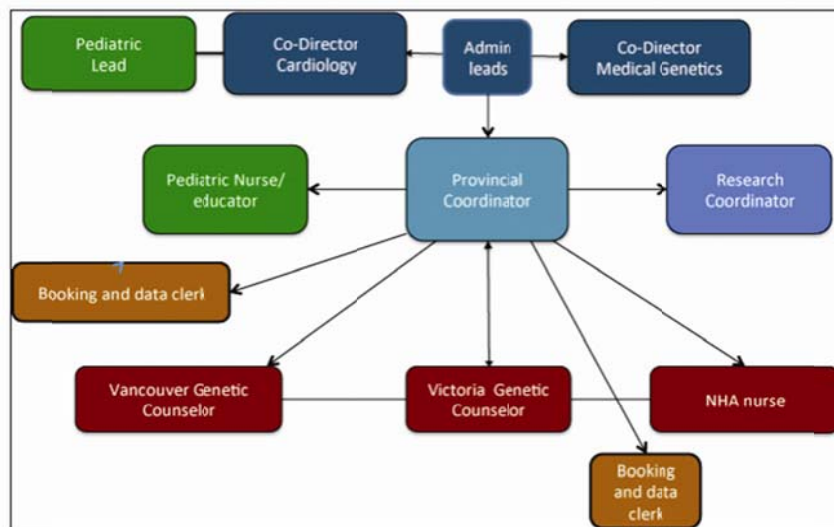 Pediatric
Lead
Co-Director
Cardiology
Admin
leads
Co-Director
Medical Genetics
Pediatric Nurse/
educator
Provincial
Coordinator
Research
Coordinator
Booking and data clerk
Vancouver Genetic
Counselor
Victoria Genetic
Counselor
NHA nurse
Booking
and data
clerk